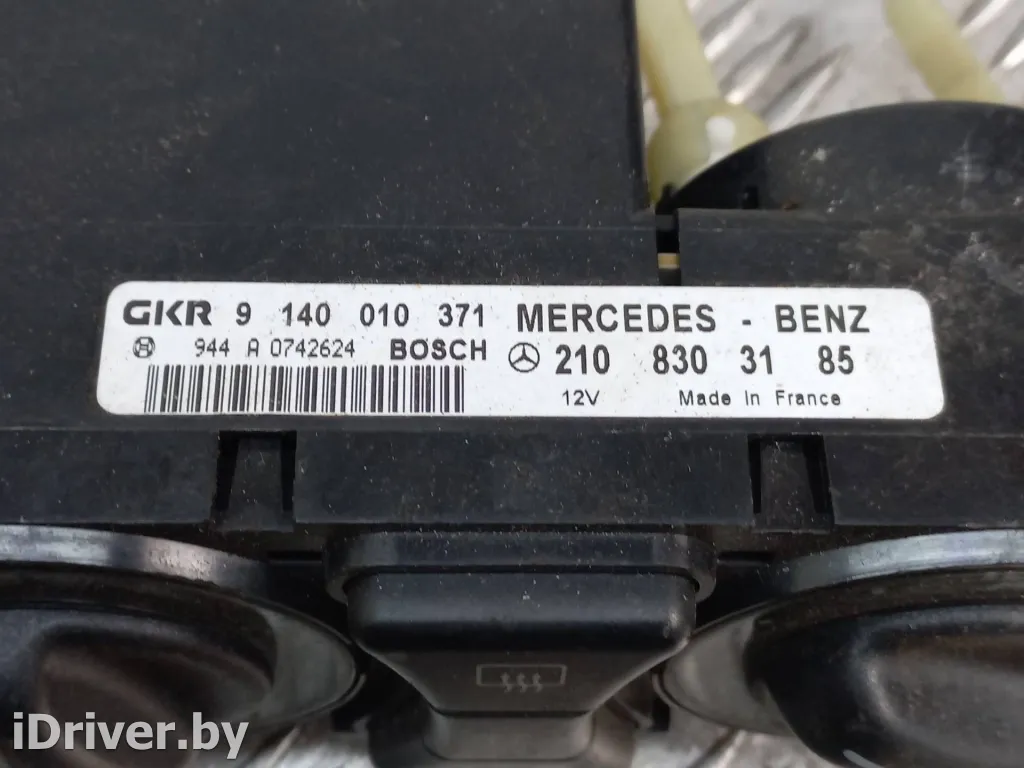 GKR 9 140 010 371 MERCEDES - BENZ
944 A 0742624 BOSCH 210 830 31 85
12V Made In France
iDriver.by